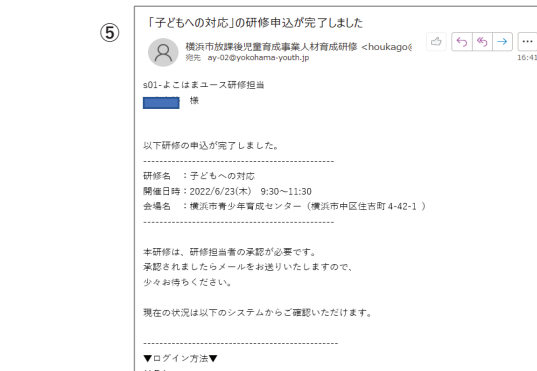 ⑤
「子どもへの対応」の研修申込が完了しました
横浜市放課後児童育成事業人材育成研修 <houkago@
宛先 ay-02@yokohama-youth.jp
16:41
s01-よこはまユース研修担当
様
以下研修の申込が完了しました。
------------------------------------------------
研修名 :子どもへの対応
開催日時:2022/6/23(木) 9:30~11:30
会場名 :横浜市青少年育成センター(横浜市中区住吉町4-42-1 )
------------------------------------------------
本研修は、研修担当者の承認が必要です。
承認されましたらメールをお送りいたしますので、
少々お待ちください。
現在の状況は以下のシステムからご確認いただけます。
-------------------------------------------------
▼ログイン方法▼